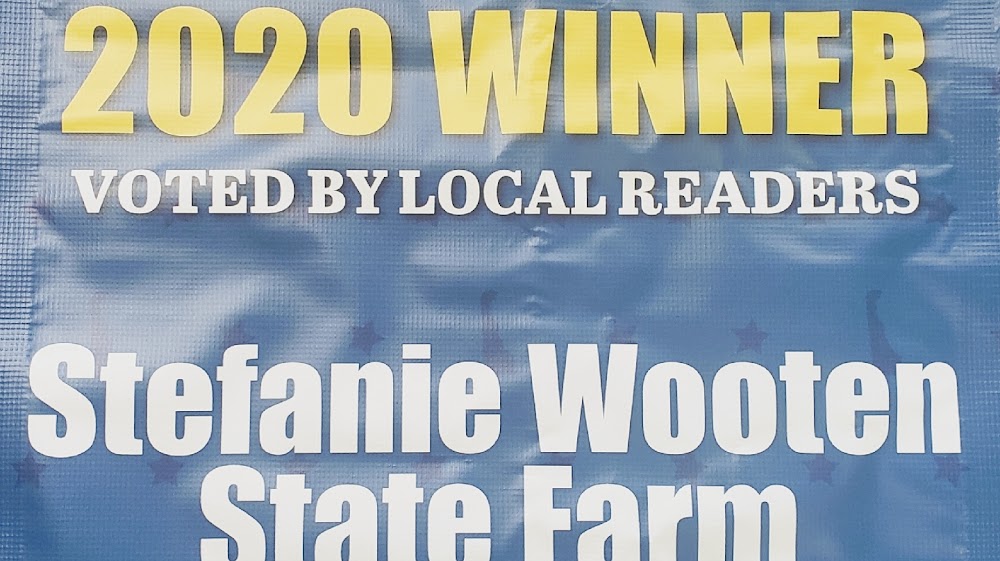 2020 WINNER
VOTED BY LOCAL READERS
Stefanie Wooten
State Farm